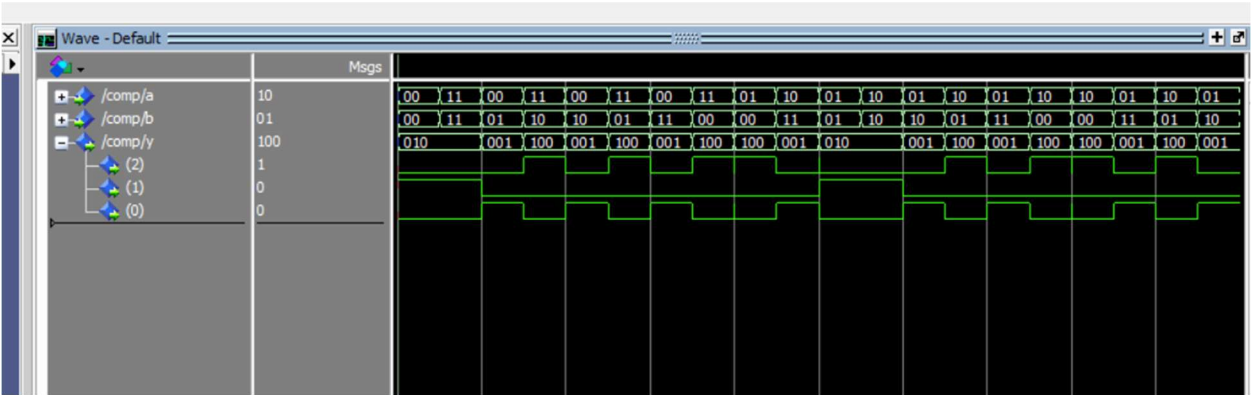 Wave - Default
Msgs
/comp/a 10 00 11 00 11 00 11 00 11 01 10 01 10 01 10 01 10 10 01 10 01
/comp/b 01 00 11 01 10 10 01 11 00 00 11 01 10 10 01 11 00 00 11 01 10
/comp/y 100 010 001 100 001 100 001 100 100 001 010 001 100 001 100 100 001 100 001
(2) 1
(1) 0
(0) 0